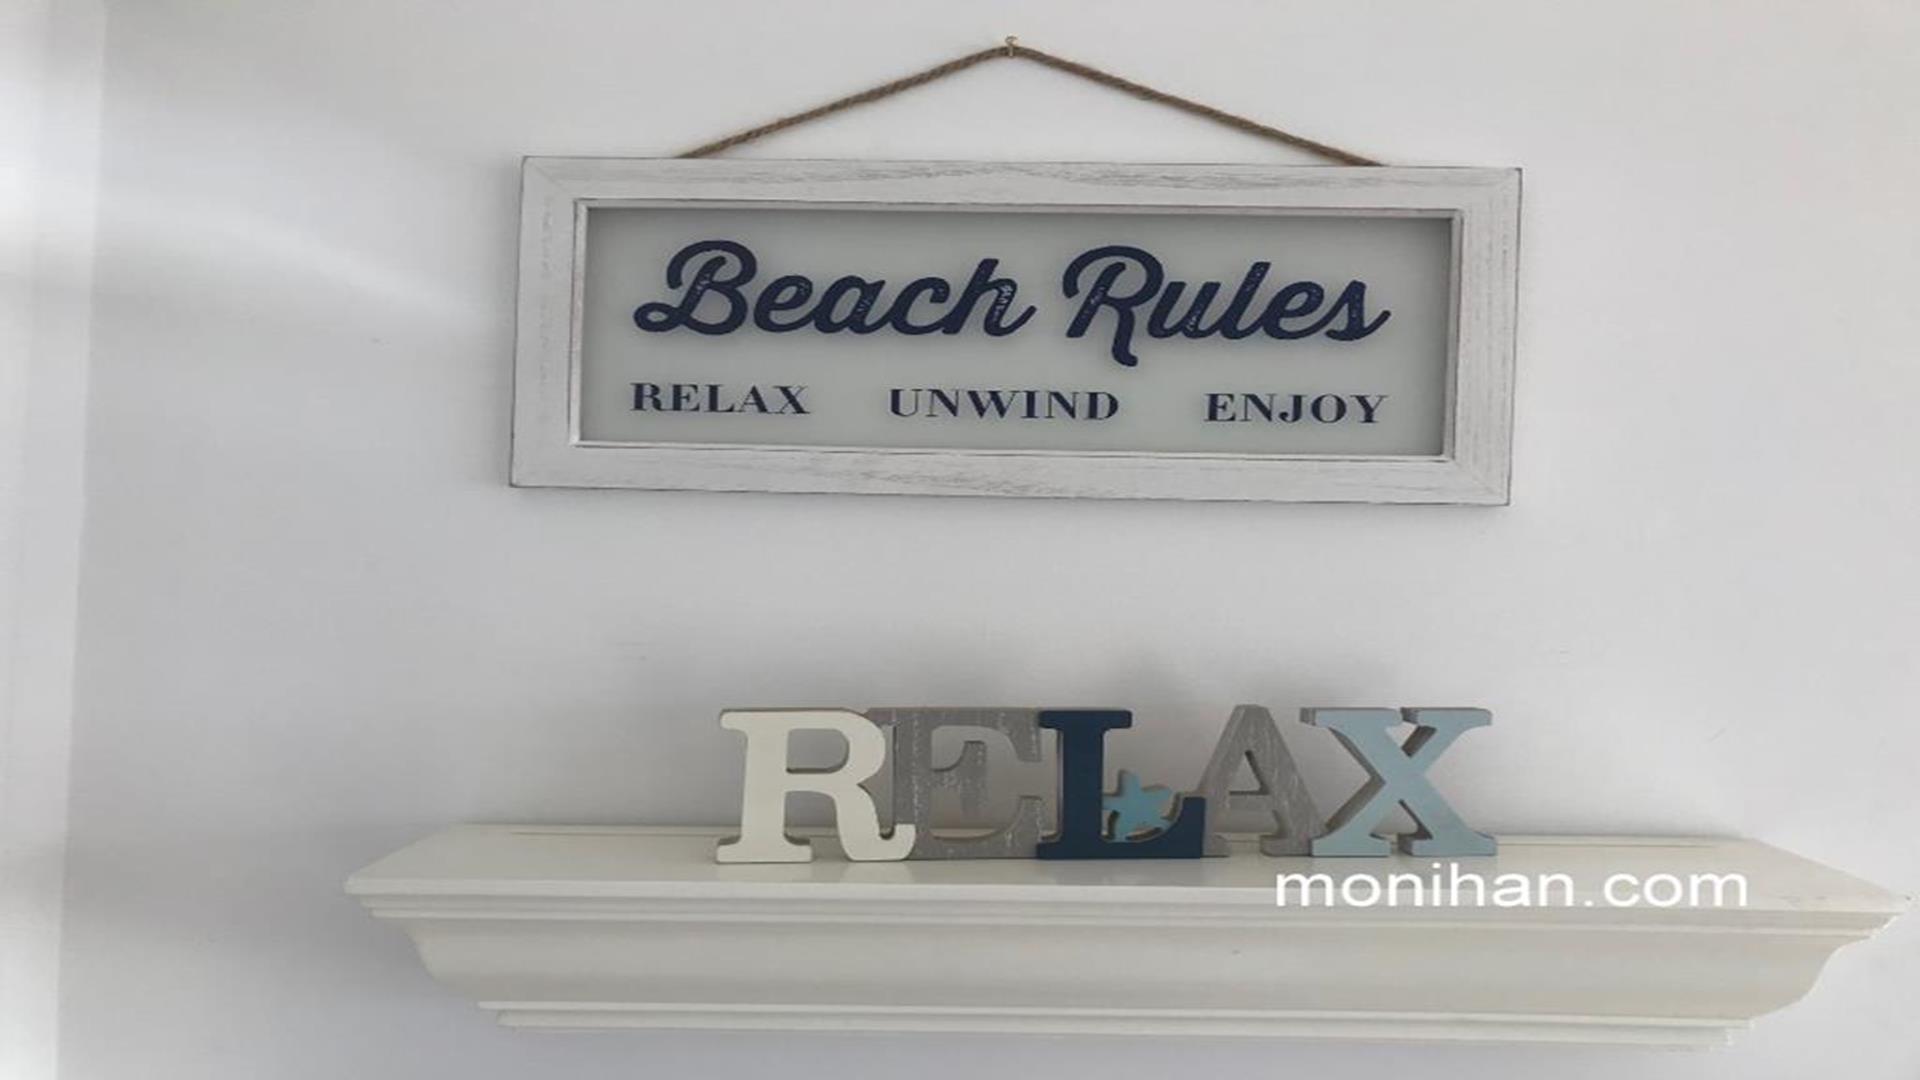 Beach Rules
RELAX UNWIND ENJOY
RELAX
monihan.com